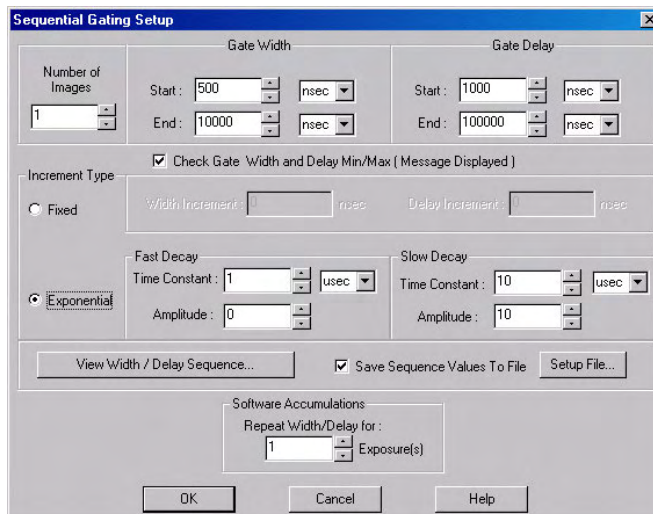 Sequential Gating Setup
Number of Images
1
Gate Width
Start : 500 nsec
End : 10000 nsec
Gate Delay
Start : 1000 nsec
End : 100000 nsec
Check Gate Width and Delay Min/Max ( Message Displayed )
Increment Type
Fixed
Width Increment : 0 nsec
Delay Increment : 0 nsec
Exponential
Fast Decay
Time Constant : 1 usec
Amplitude : 0
Slow Decay
Time Constant : 10 usec
Amplitude : 10
View Width / Delay Sequence...
Save Sequence Values To File
Setup File...
Software Accumulations
Repeat Width/Delay for :
1 Exposure(s)
OK
Cancel
Help